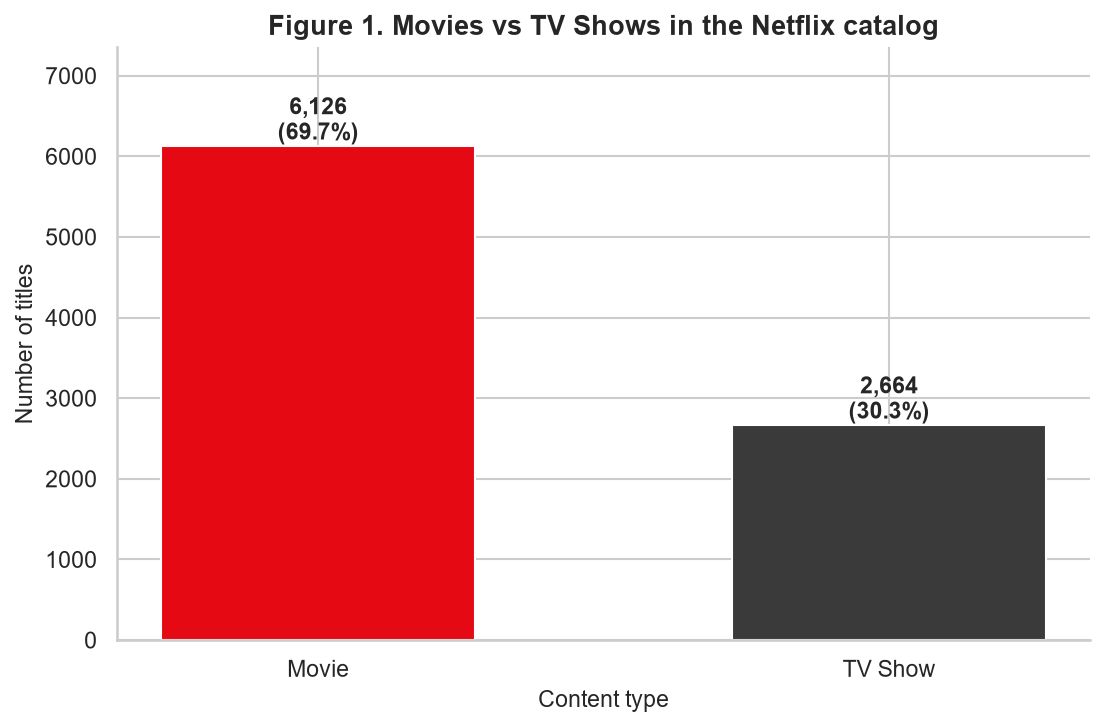 Figure 1. Movies vs TV Shows in the Netflix catalog
Number of titles
7000
6000
5000
4000
3000
2000
1000
0
6,126
(69.7%)
2,664
(30.3%)
Movie
TV Show
Content type